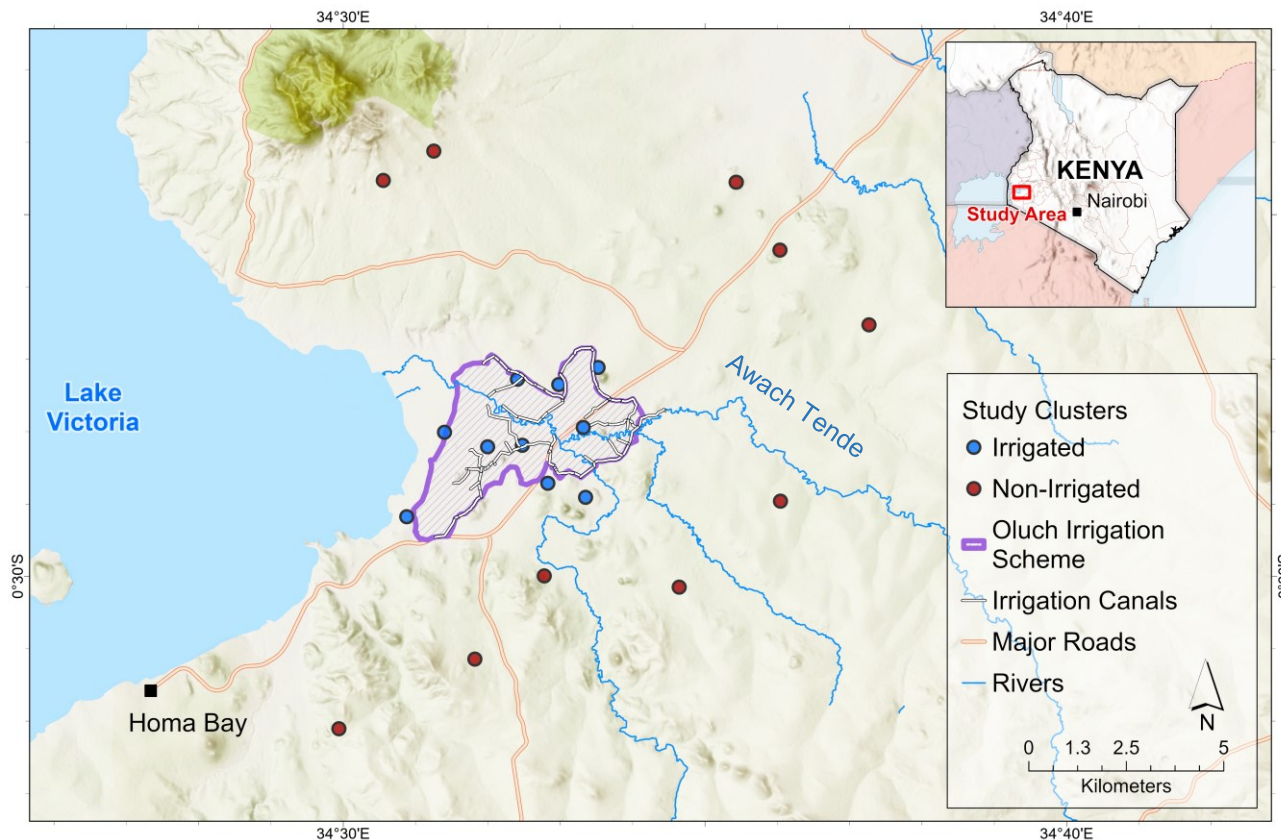 34°30'E
34°40'E
KENYA
Nairobi
Study Area
Lake
Victoria
Awach Tende
Homa Bay
0°30'S
Study Clusters
Irrigated
Non-Irrigated
Oluch Irrigation
Scheme
Irrigation Canals
Major Roads
Rivers
N
0 1.3 2.5 5
Kilometers
34°30'E
34°40'E